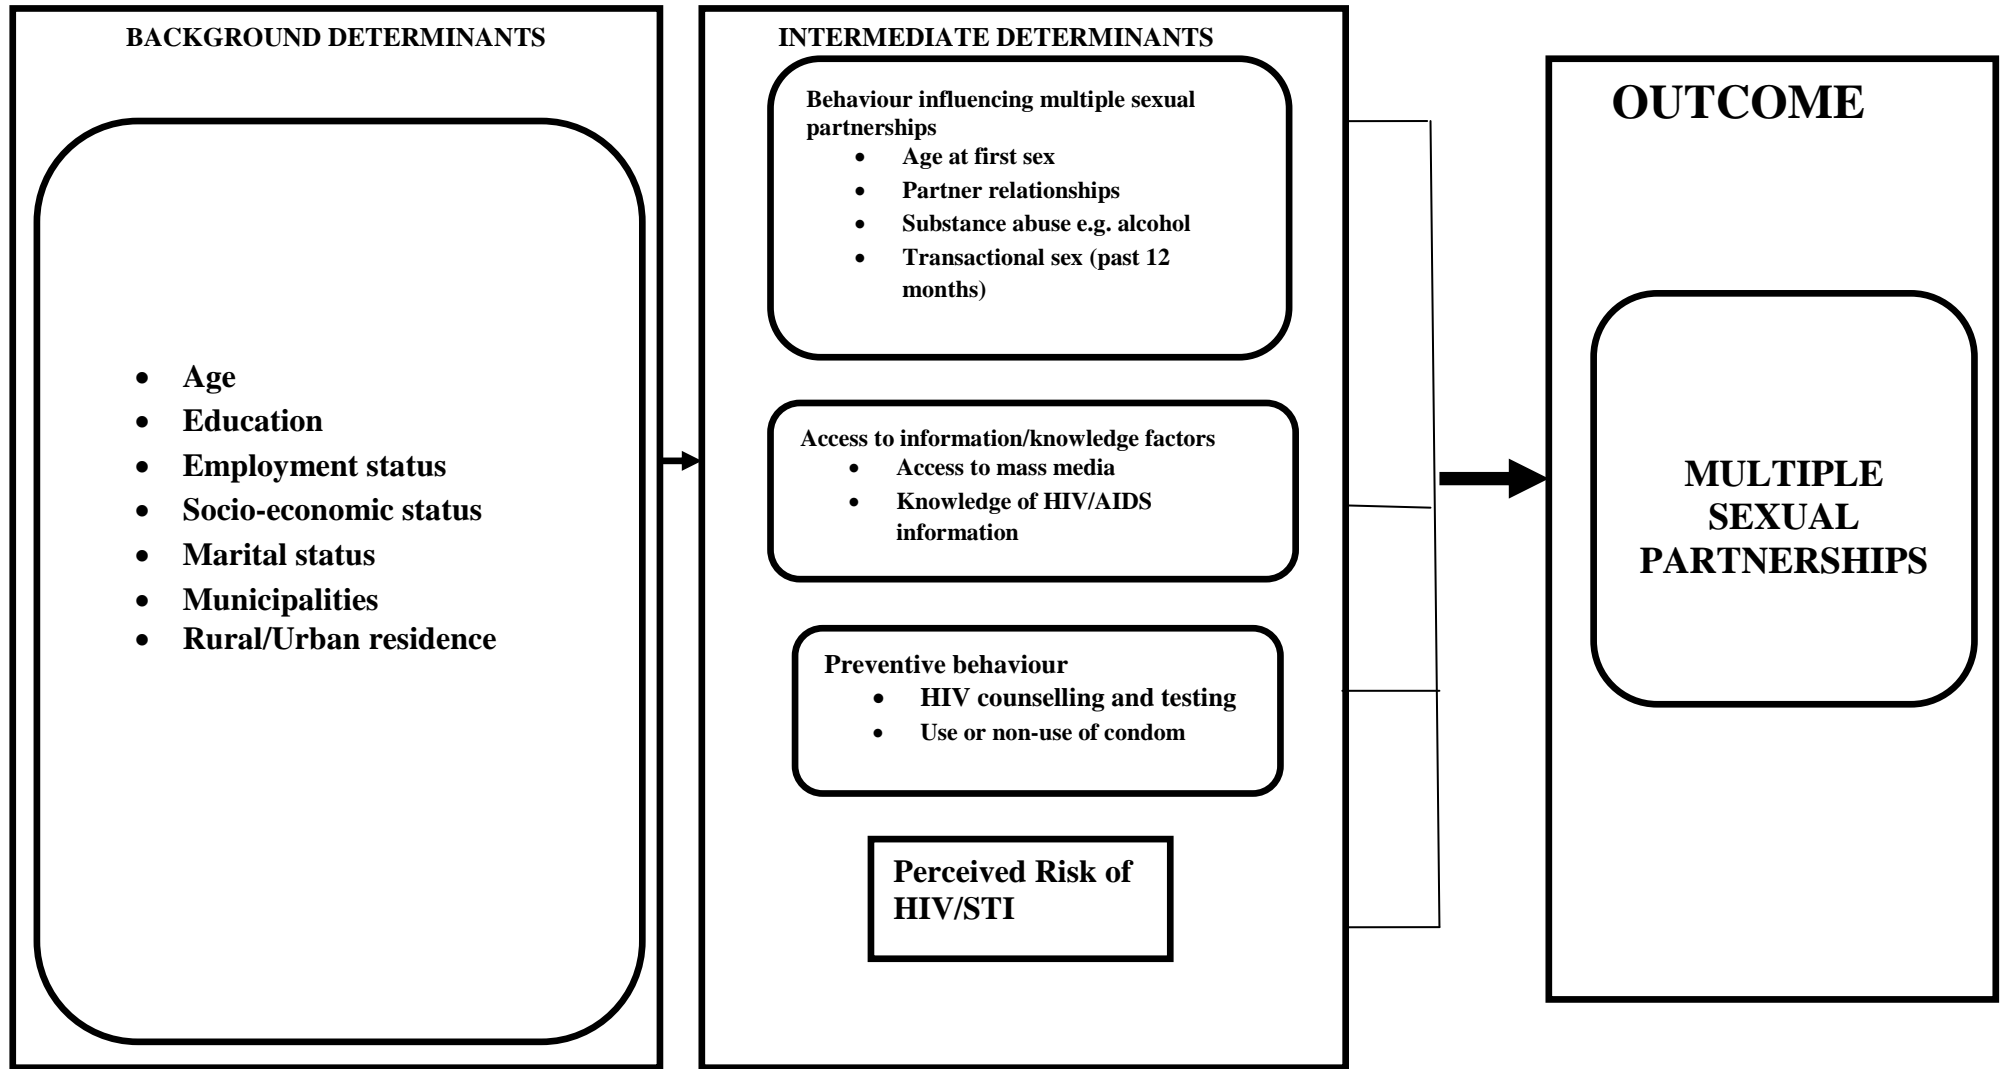 BACKGROUND DETERMINANTS
• Age
• Education
• Employment status
• Socio-economic status
• Marital status
• Municipalities
• Rural/Urban residence
INTERMEDIATE DETERMINANTS
Behaviour influencing multiple sexual
partnerships
• Age at first sex
• Partner relationships
• Substance abuse e.g. alcohol
• Transactional sex (past 12
months)
Access to information/knowledge factors
• Access to mass media
• Knowledge of HIV/AIDS
information
Preventive behaviour
• HIV counselling and testing
• Use or non-use of condom
Perceived Risk of
HIV/STI
OUTCOME
MULTIPLE
SEXUAL
PARTNERSHIPS